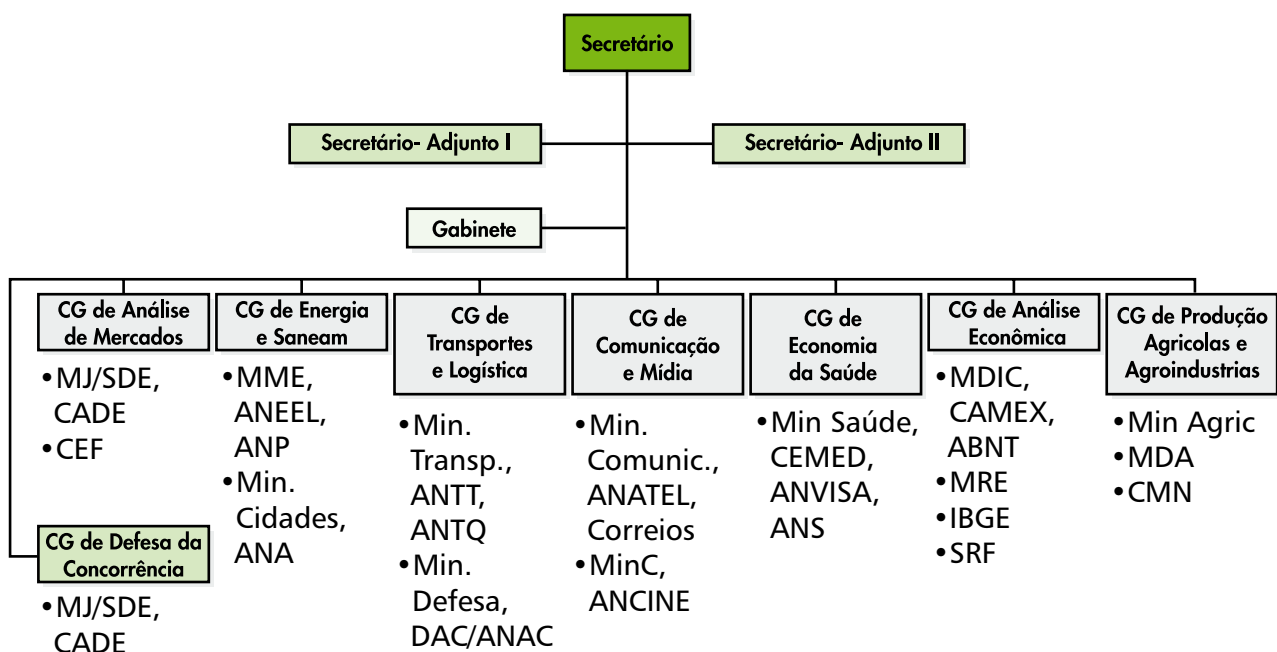 Secretário
Secretário- Adjunto I
Secretário- Adjunto II
Gabinete
CG de Análise
de Mercados
•MJ/SDE,
CADE
•CEF
CG de Defesa da
Concorrência
•MJ/SDE,
CADE
CG de Energia
e Saneam
•MME,
ANEEL,
ANP
•Min.
Cidades,
ANA
CG de
Transportes
e Logística
•Min.
Transp.,
ANTT,
ANTQ
•Min.
Defesa,
DAC/ANAC
CG de
Comunicação
e Mídia
•Min.
Comunic.,
ANATEL,
Correios
•MinC,
ANCINE
CG de
Economia
da Saúde
•Min Saúde,
CEMED,
ANVISA,
ANS
CG de Análise
Econômica
•MDIC,
CAMEX,
ABNT
•MRE
•IBGE
•SRF
CG de Produção
Agricolas e
Agroindustrias
•Min Agric
•MDA
•CMN